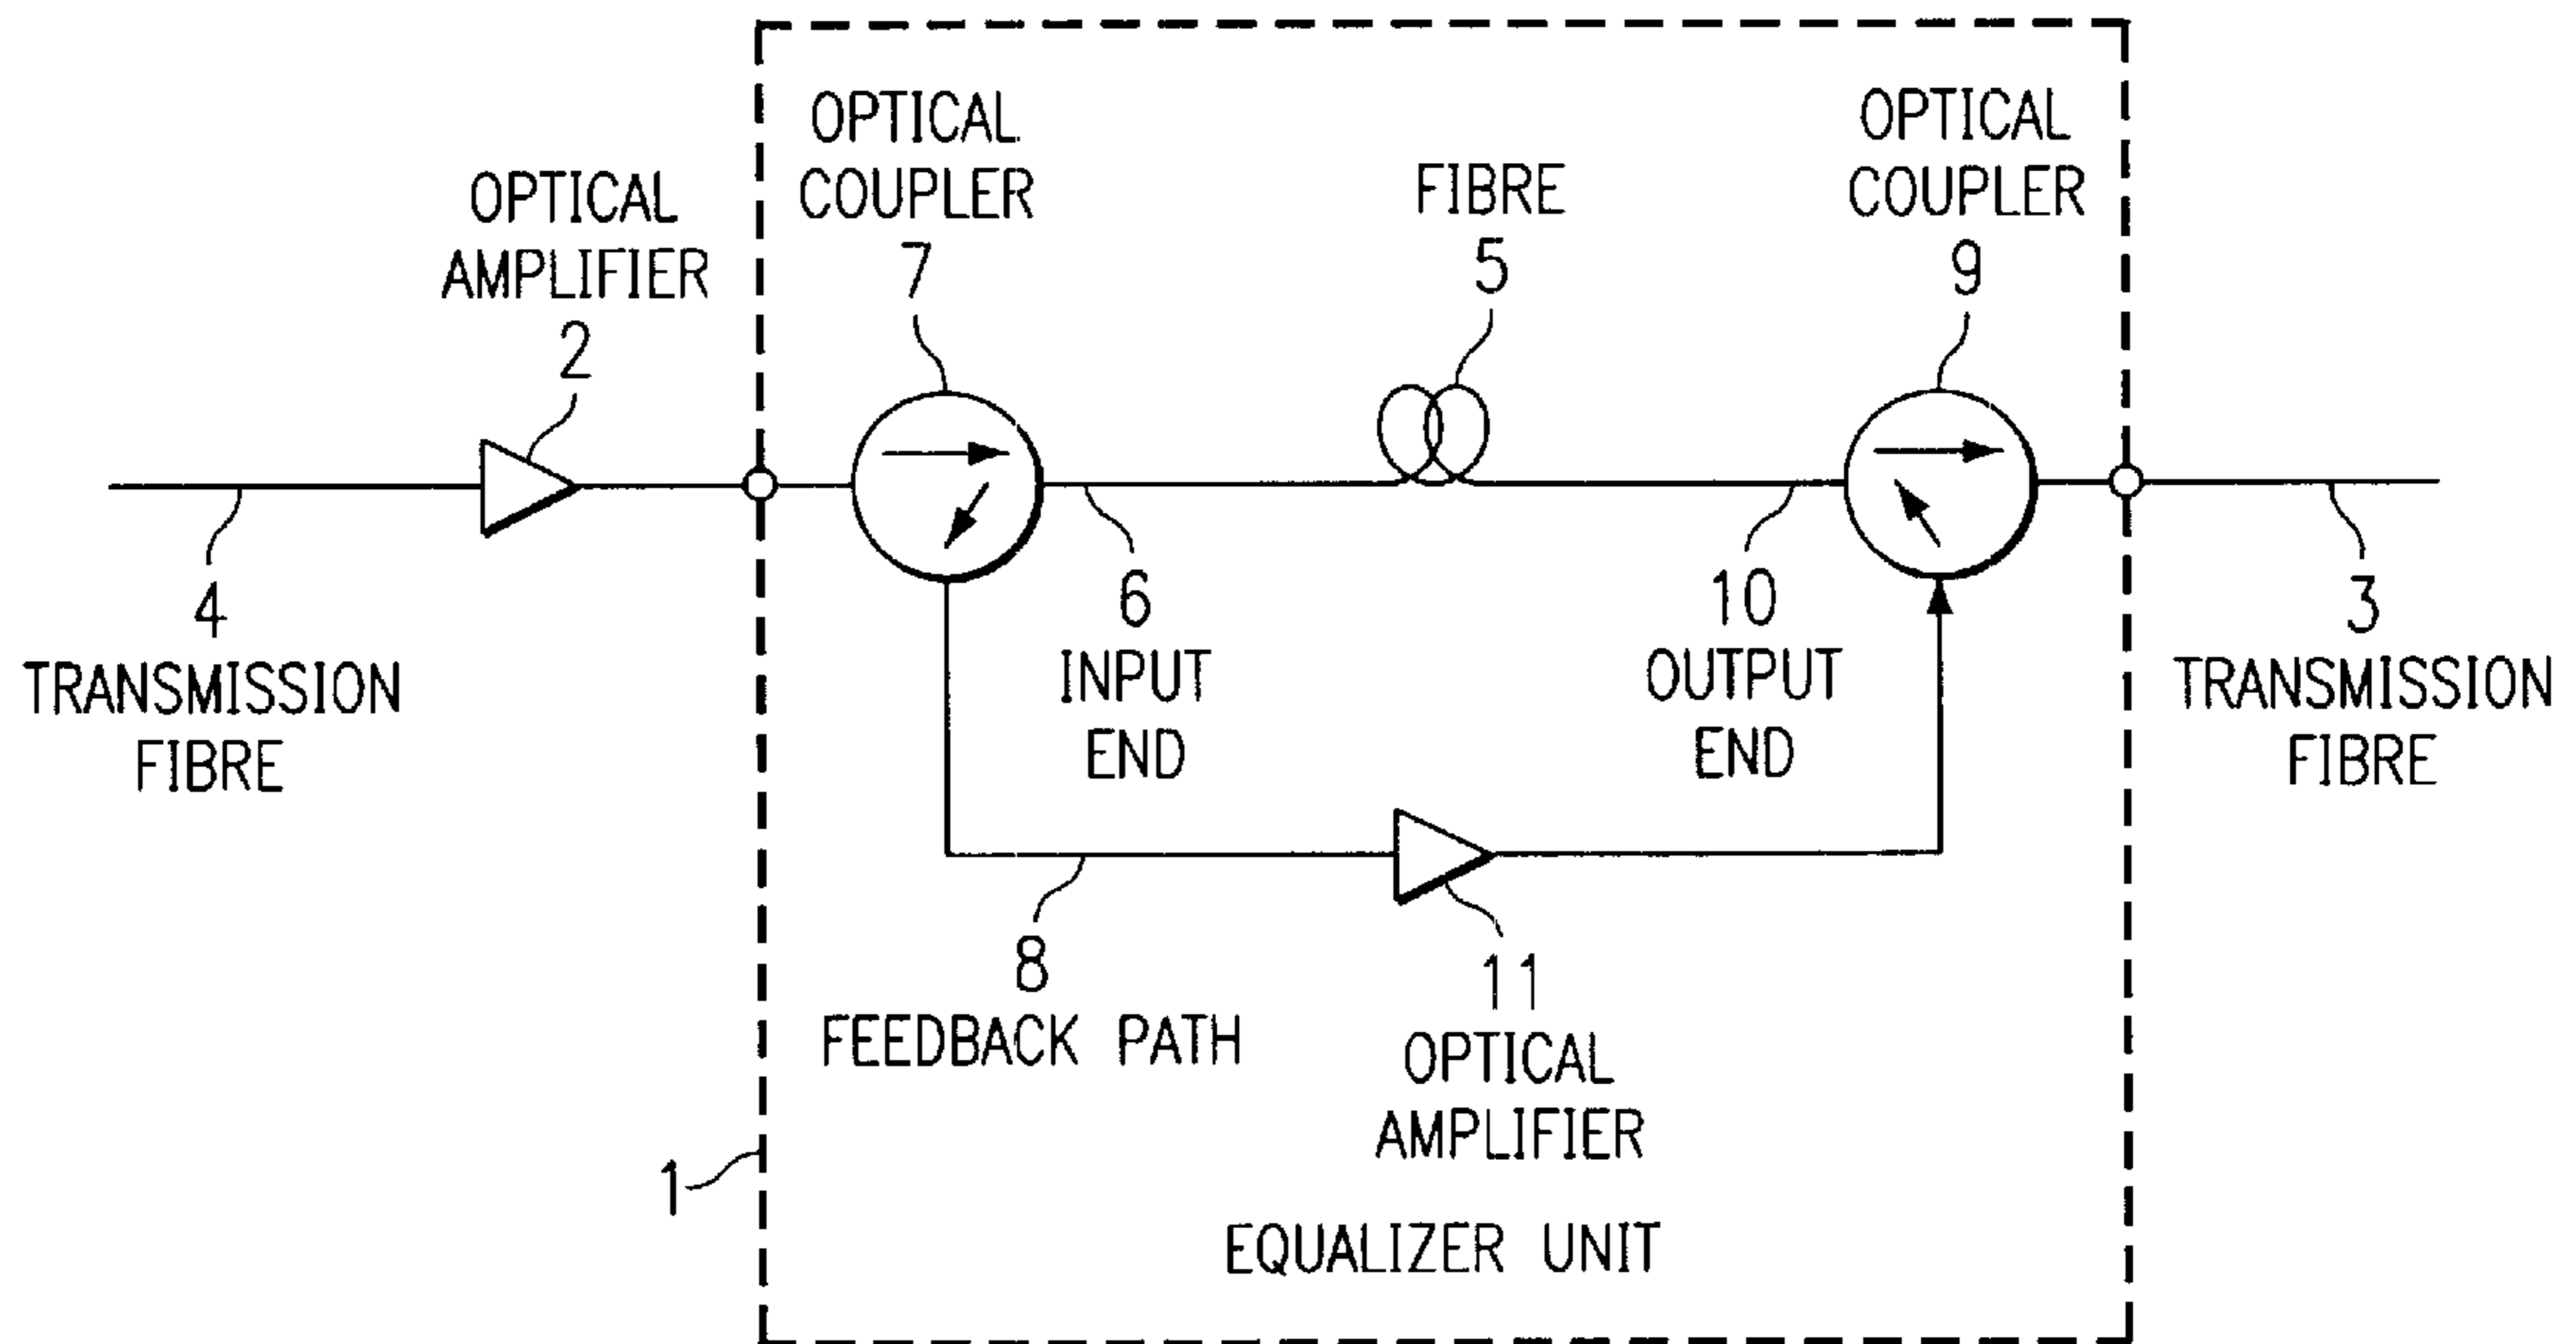 OPTICAL
AMPLIFIER
2
OPTICAL
COUPLER
7
FIBRE
5
OPTICAL
COUPLER
9
4
TRANSMISSION
FIBRE
6
INPUT
END
10
OUTPUT
END
3
TRANSMISSION
FIBRE
8
FEEDBACK PATH
11
OPTICAL
AMPLIFIER
1
EQUALIZER UNIT